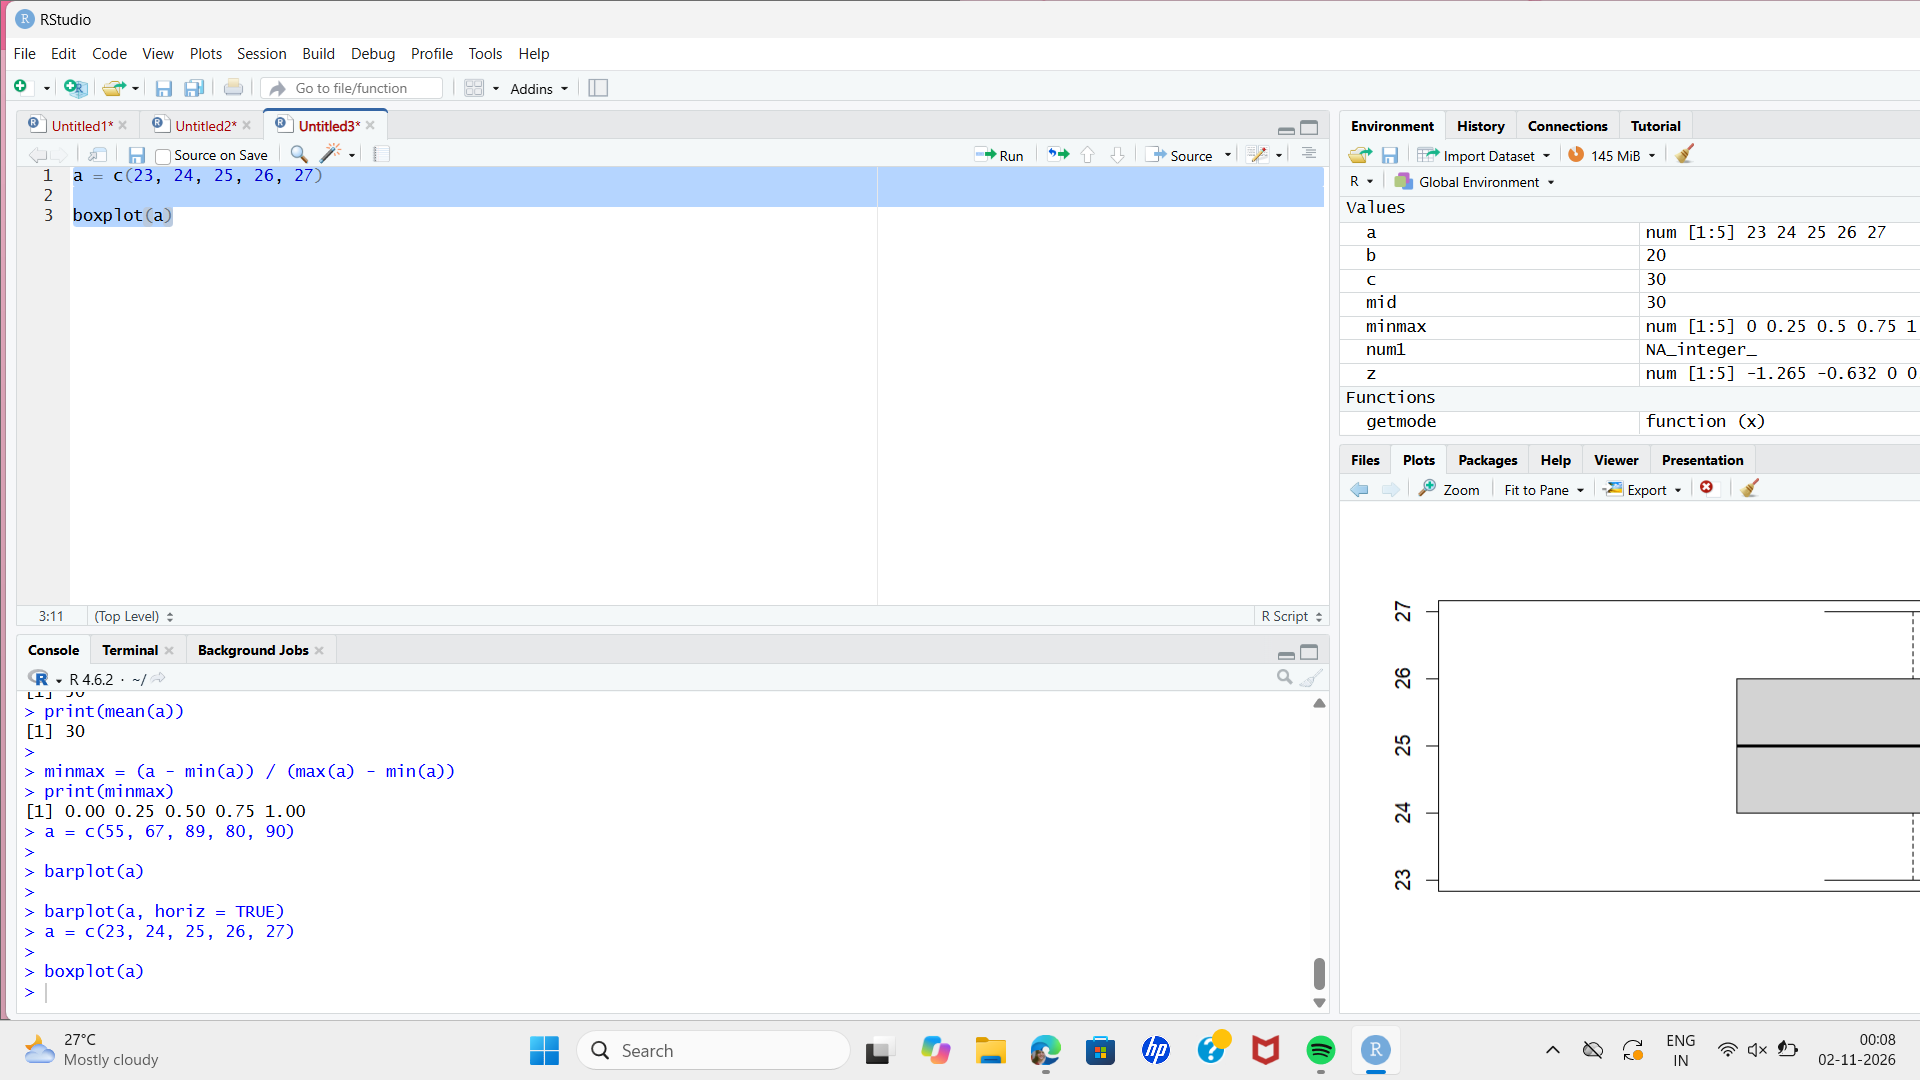 RStudio
File Edit Code View Plots Session Build Debug Profile Tools Help
Go to file/function Addins
Untitled1* Untitled2* Untitled3*
Source on Save Run Source
1 a = c(23, 24, 25, 26, 27)
2
3 boxplot(a)
3:11 (Top Level) R Script
Console Terminal Background Jobs
R 4.6.2 · ~/
> print(mean(a))
[1] 30
>
> minmax = (a - min(a)) / (max(a) - min(a))
> print(minmax)
[1] 0.00 0.25 0.50 0.75 1.00
> a = c(55, 67, 89, 80, 90)
>
> barplot(a)
>
> barplot(a, horiz = TRUE)
> a = c(23, 24, 25, 26, 27)
>
> boxplot(a)
>
Environment History Connections Tutorial
Import Dataset 145 MiB
R Global Environment
Values
a num [1:5] 23 24 25 26 27
b 20
c 30
mid 30
minmax num [1:5] 0 0.25 0.5 0.75 1
num1 NA_integer_
z num [1:5] -1.265 -0.632 0 0
Functions
getmode function (x)
Files Plots Packages Help Viewer Presentation
Zoom Fit to Pane Export
27
26
25
24
23
27°C
Mostly cloudy
Search
ENG
IN
00:08
02-11-2026